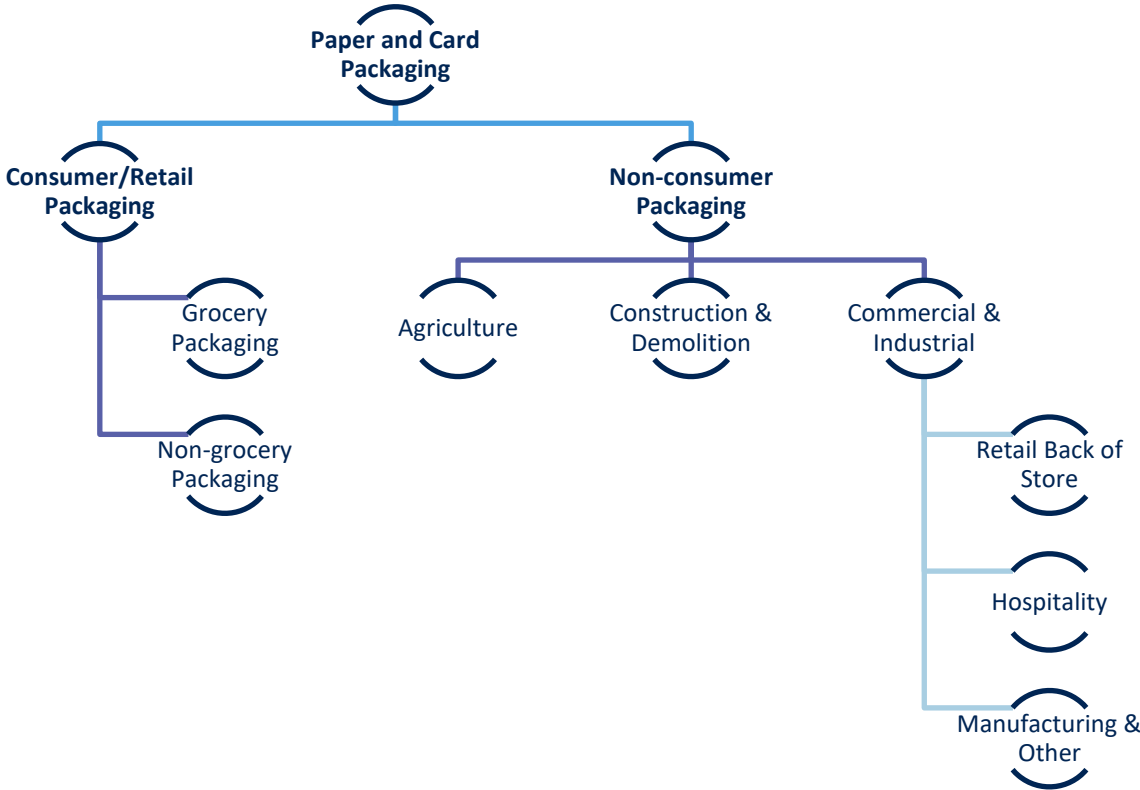 Paper and Card
Packaging
Consumer/Retail
Packaging
Non-consumer
Packaging
Grocery
Packaging
Non-grocery
Packaging
Agriculture
Construction &
Demolition
Commercial &
Industrial
Retail Back of
Store
Hospitality
Manufacturing &
Other